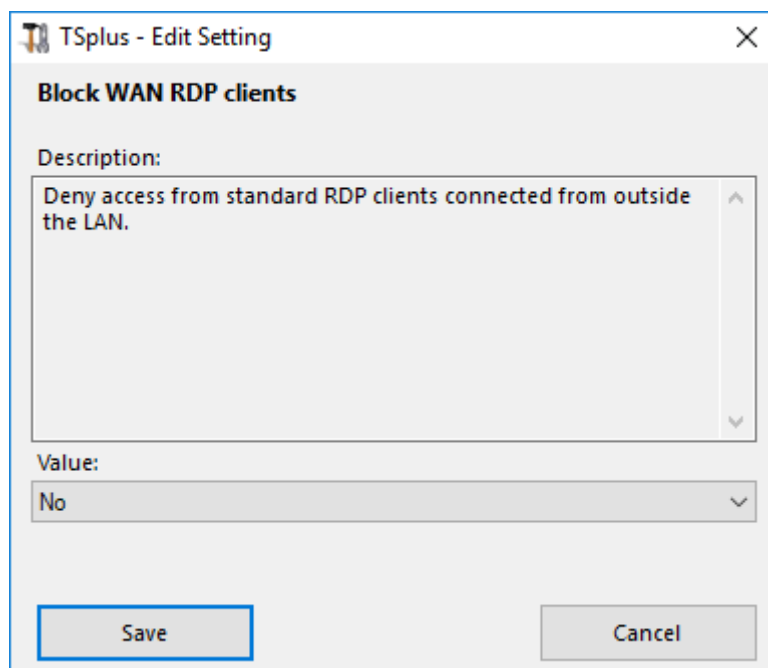 TSplus - Edit Setting
Block WAN RDP clients
Description:
Deny access from standard RDP clients connected from outside
the LAN.
Value:
No
Save
Cancel